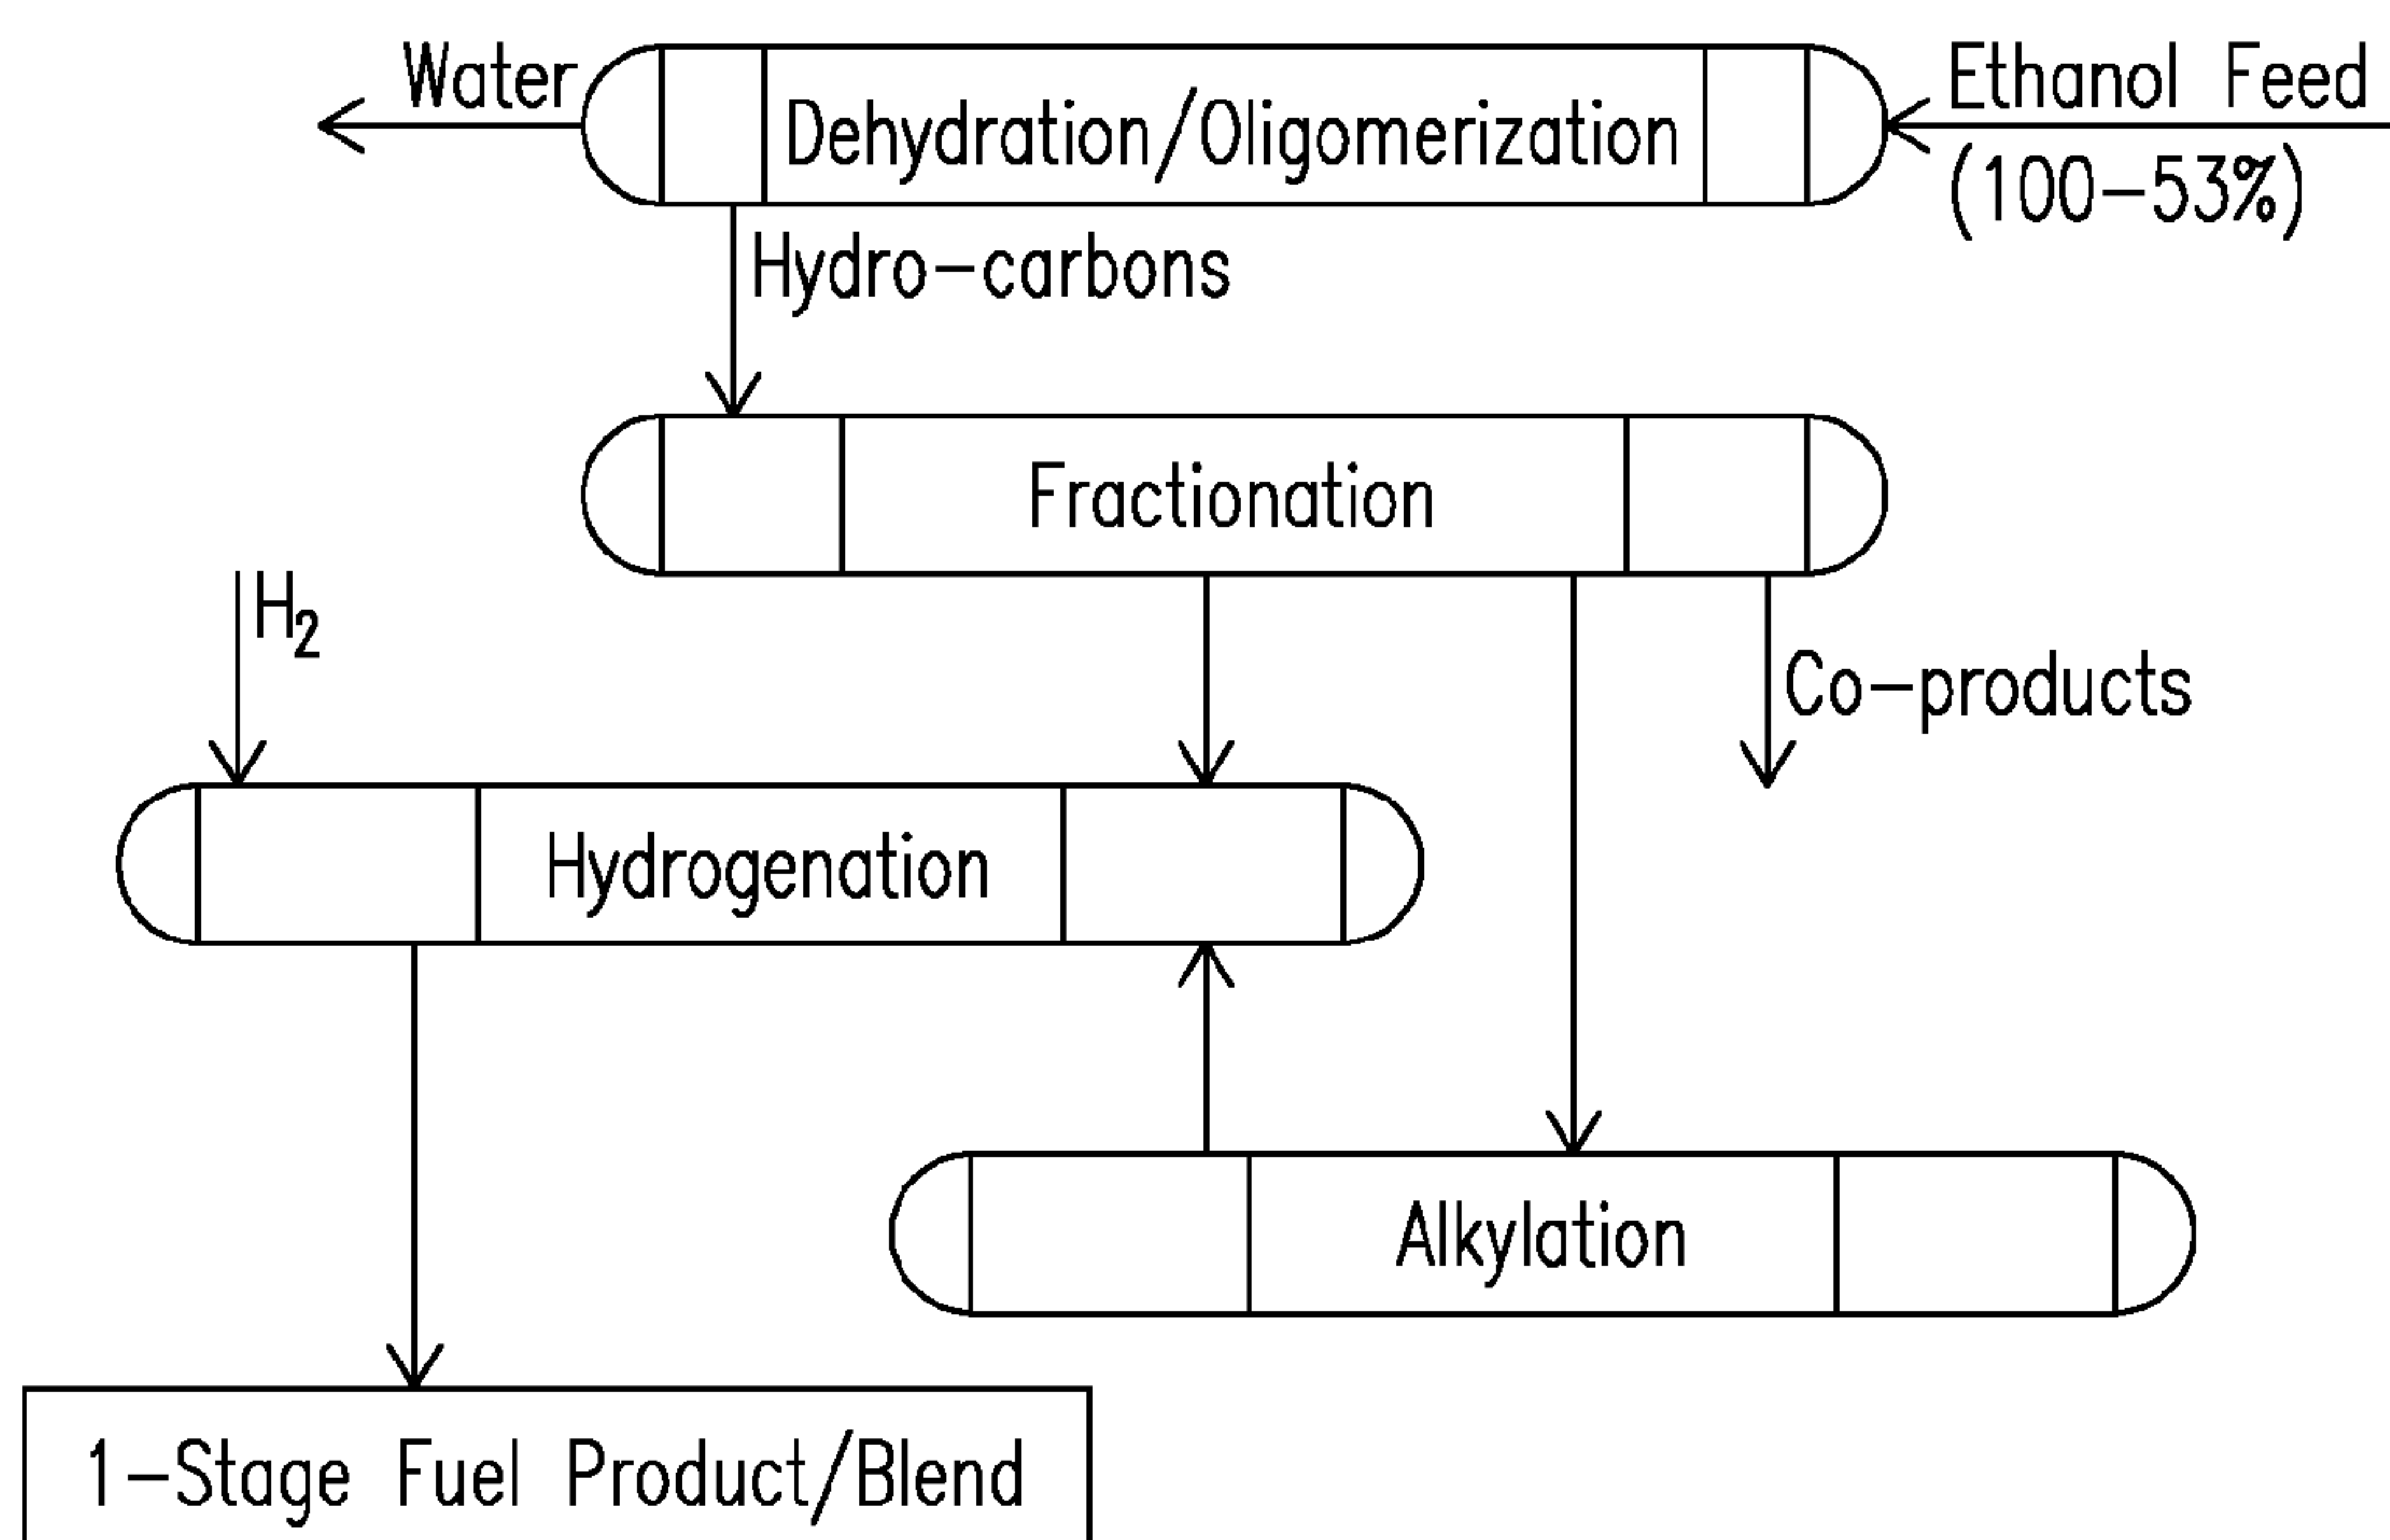 Water
Dehydration/Oligomerization
Ethanol Feed
(100-53%)
Hydro-carbons
Fractionation
H2
Co-products
Hydrogenation
Alkylation
1-Stage Fuel Product/Blend